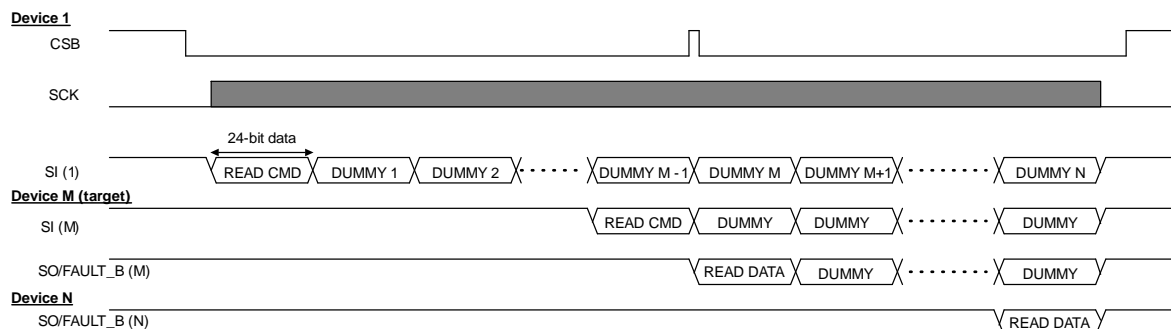 Device 1
CSB
SCK
24-bit data
SI (1) READ CMD DUMMY 1 DUMMY 2 DUMMY M - 1 DUMMY M DUMMY M+1 DUMMY N
Device M (target)
SI (M) READ CMD DUMMY DUMMY DUMMY
SO/FAULT_B (M) READ DATA DUMMY DUMMY
Device N
SO/FAULT_B (N) READ DATA